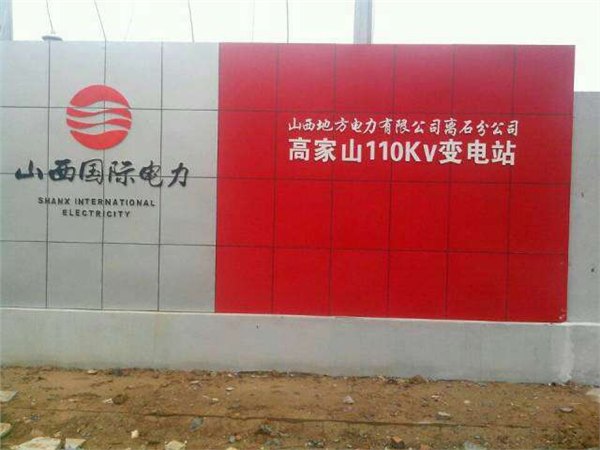 山西国际电力
SHANX INTERNATIONAL
ELECTRICITY
山西地方电力有限公司离石分公司
高家山110Kv变电站